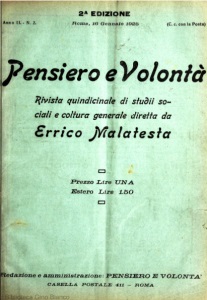 2ª EDIZIONE
Anno II. - N. 2.
Roma, 16 Gennaio 1925
(C. c. con la Posta)
Pensiero e Volontà
Rivista quindicinale di studii so-
ciali e coltura generale diretta da
Errico Malatesta
Prezzo Lire UNA
Estero Lire 1.50
Redazione e amministrazione: PENSIERO E VOLONTA'
CASELLA POSTALE 411 - ROMA